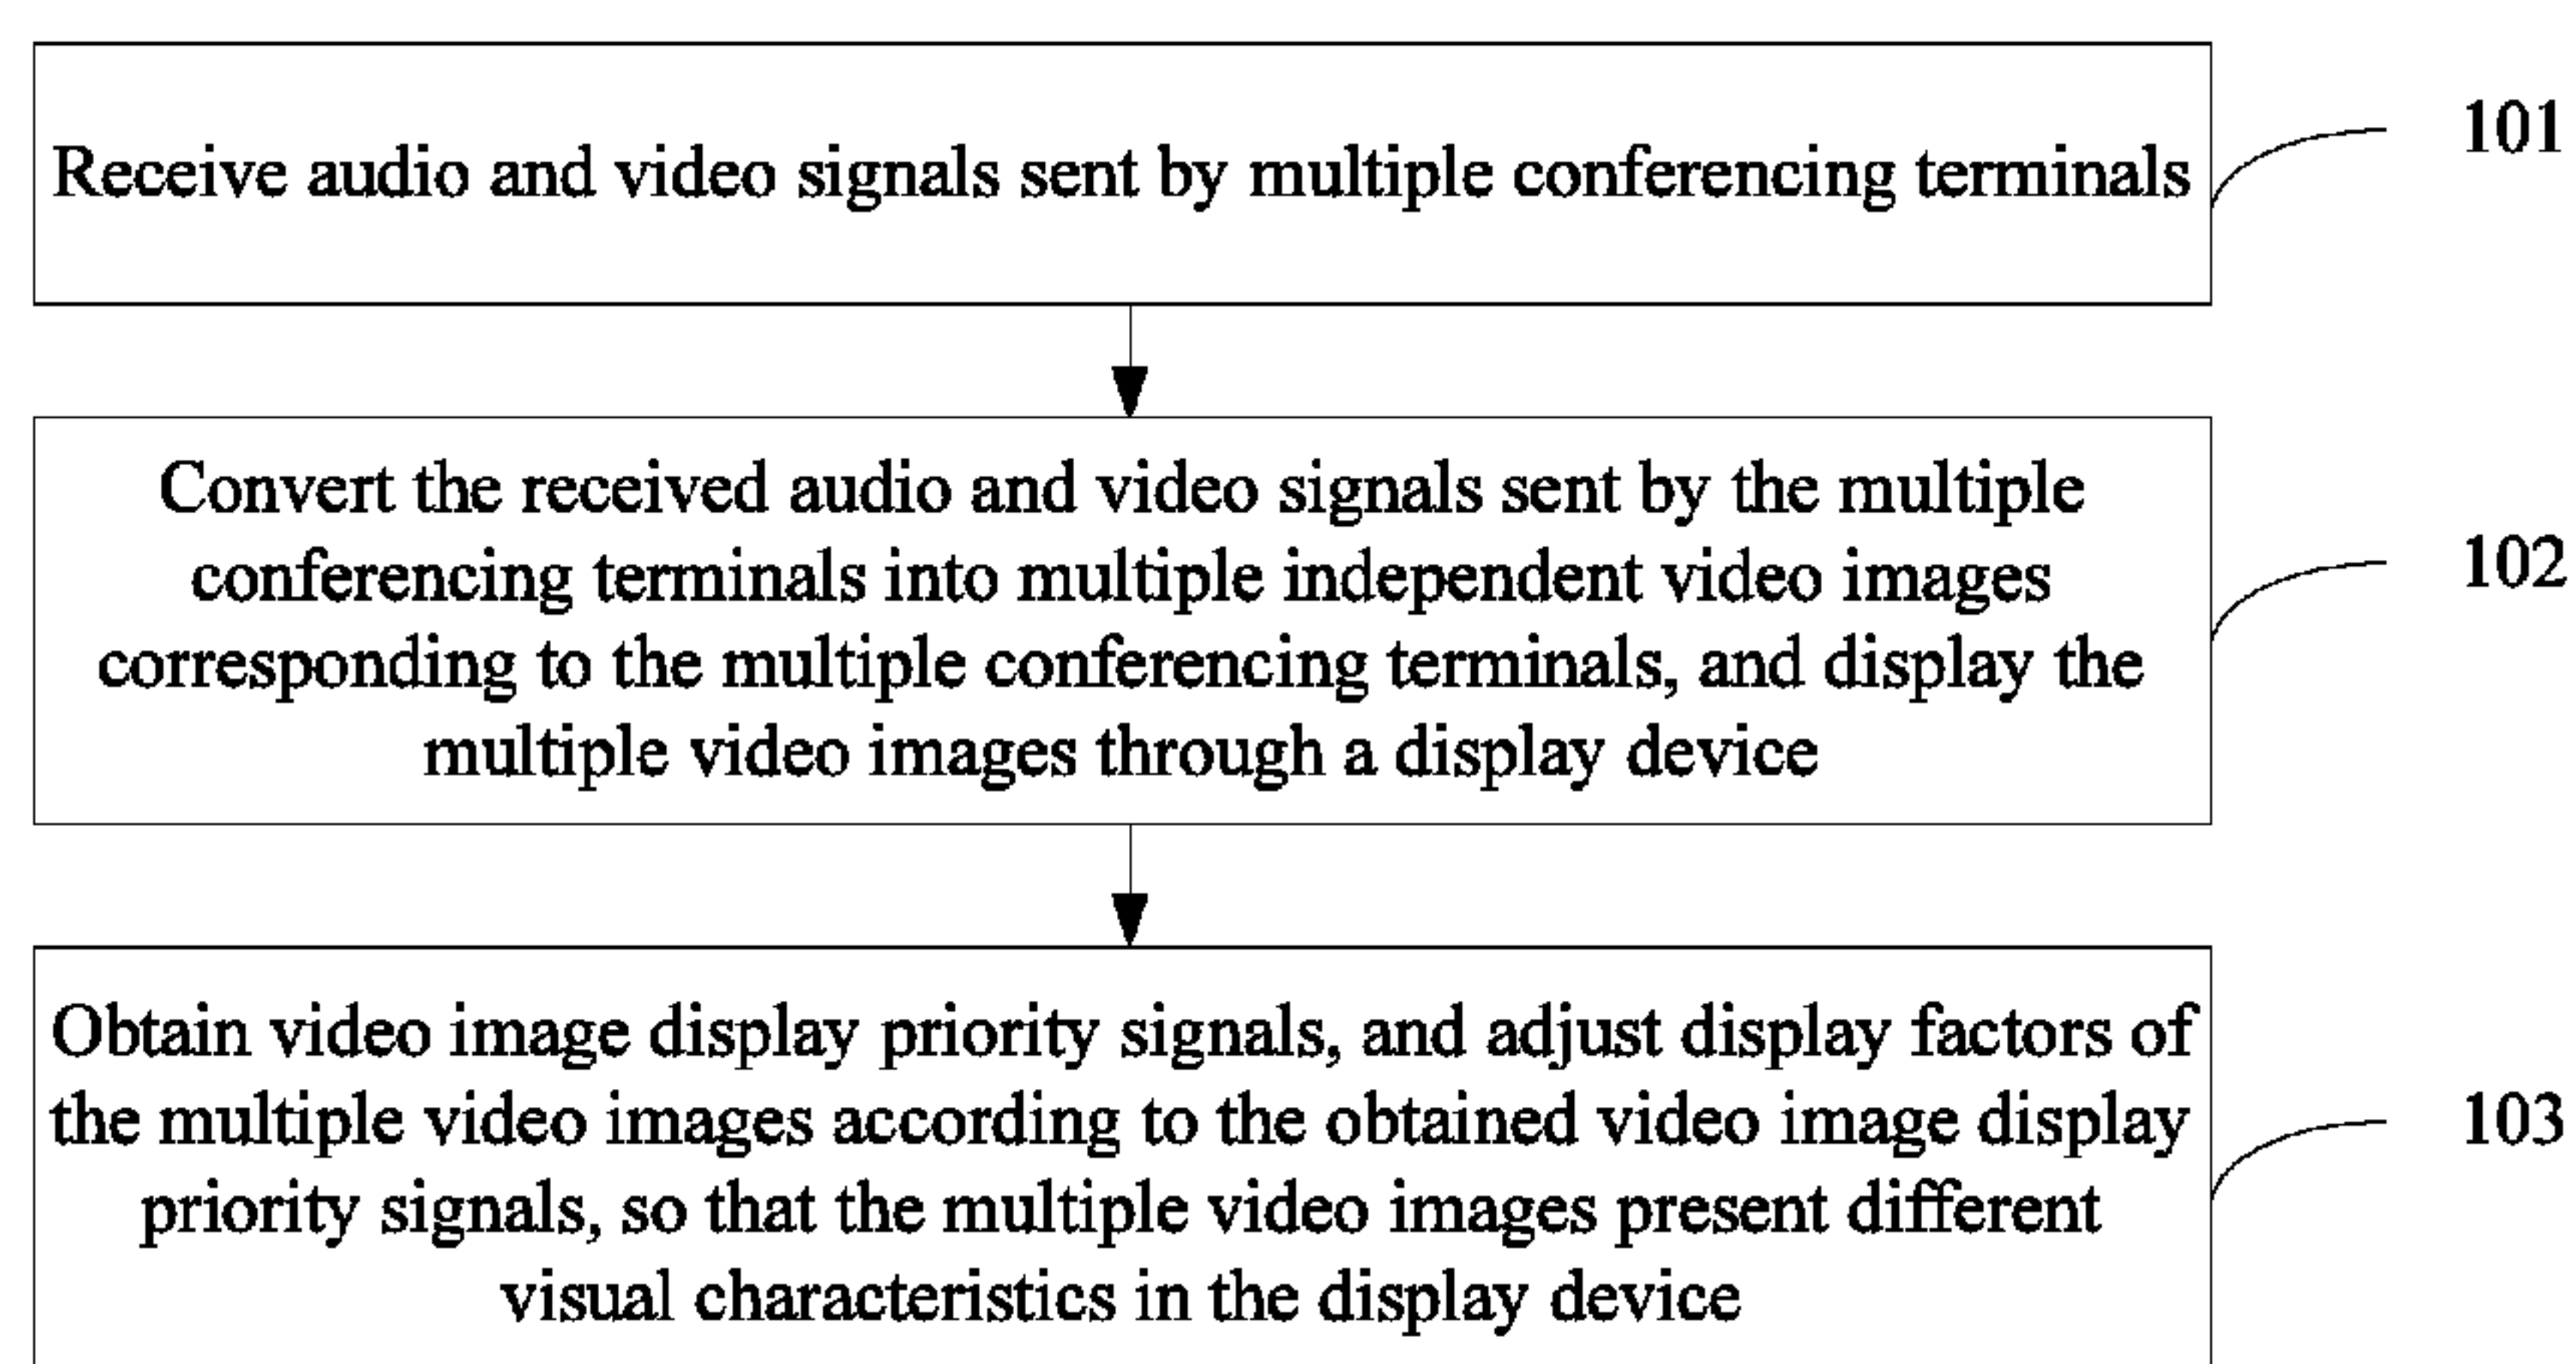 Receive audio and video signals sent by multiple conferencing terminals
101
Convert the received audio and video signals sent by the multiple
conferencing terminals into multiple independent video images
corresponding to the multiple conferencing terminals, and display the
multiple video images through a display device
102
Obtain video image display priority signals, and adjust display factors of
the multiple video images according to the obtained video image display
priority signals, so that the multiple video images present different
visual characteristics in the display device
103